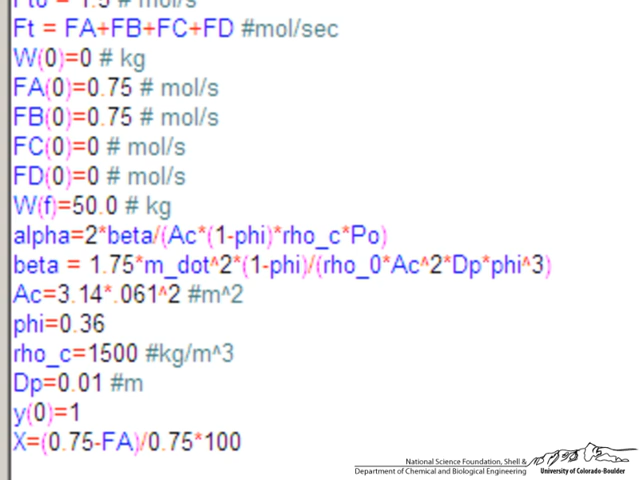 Fto = 1.5 # mol/s
Ft = FA+FB+FC+FD #mol/sec
W(0)=0 # kg
FA(0)=0.75 # mol/s
FB(0)=0.75 # mol/s
FC(0)=0 # mol/s
FD(0)=0 # mol/s
W(f)=50.0 # kg
alpha=2*beta/(Ac*(1-phi)*rho_c*Po)
beta = 1.75*m_dot^2*(1-phi)/(rho_0*Ac^2*Dp*phi^3)
Ac=3.14*.061^2 #m^2
phi=0.36
rho_c=1500 #kg/m^3
Dp=0.01 #m
y(0)=1
X=(0.75-FA)/0.75*100
National Science Foundation, Shell &
Department of Chemical and Biological Engineering
University of Colorado-Boulder